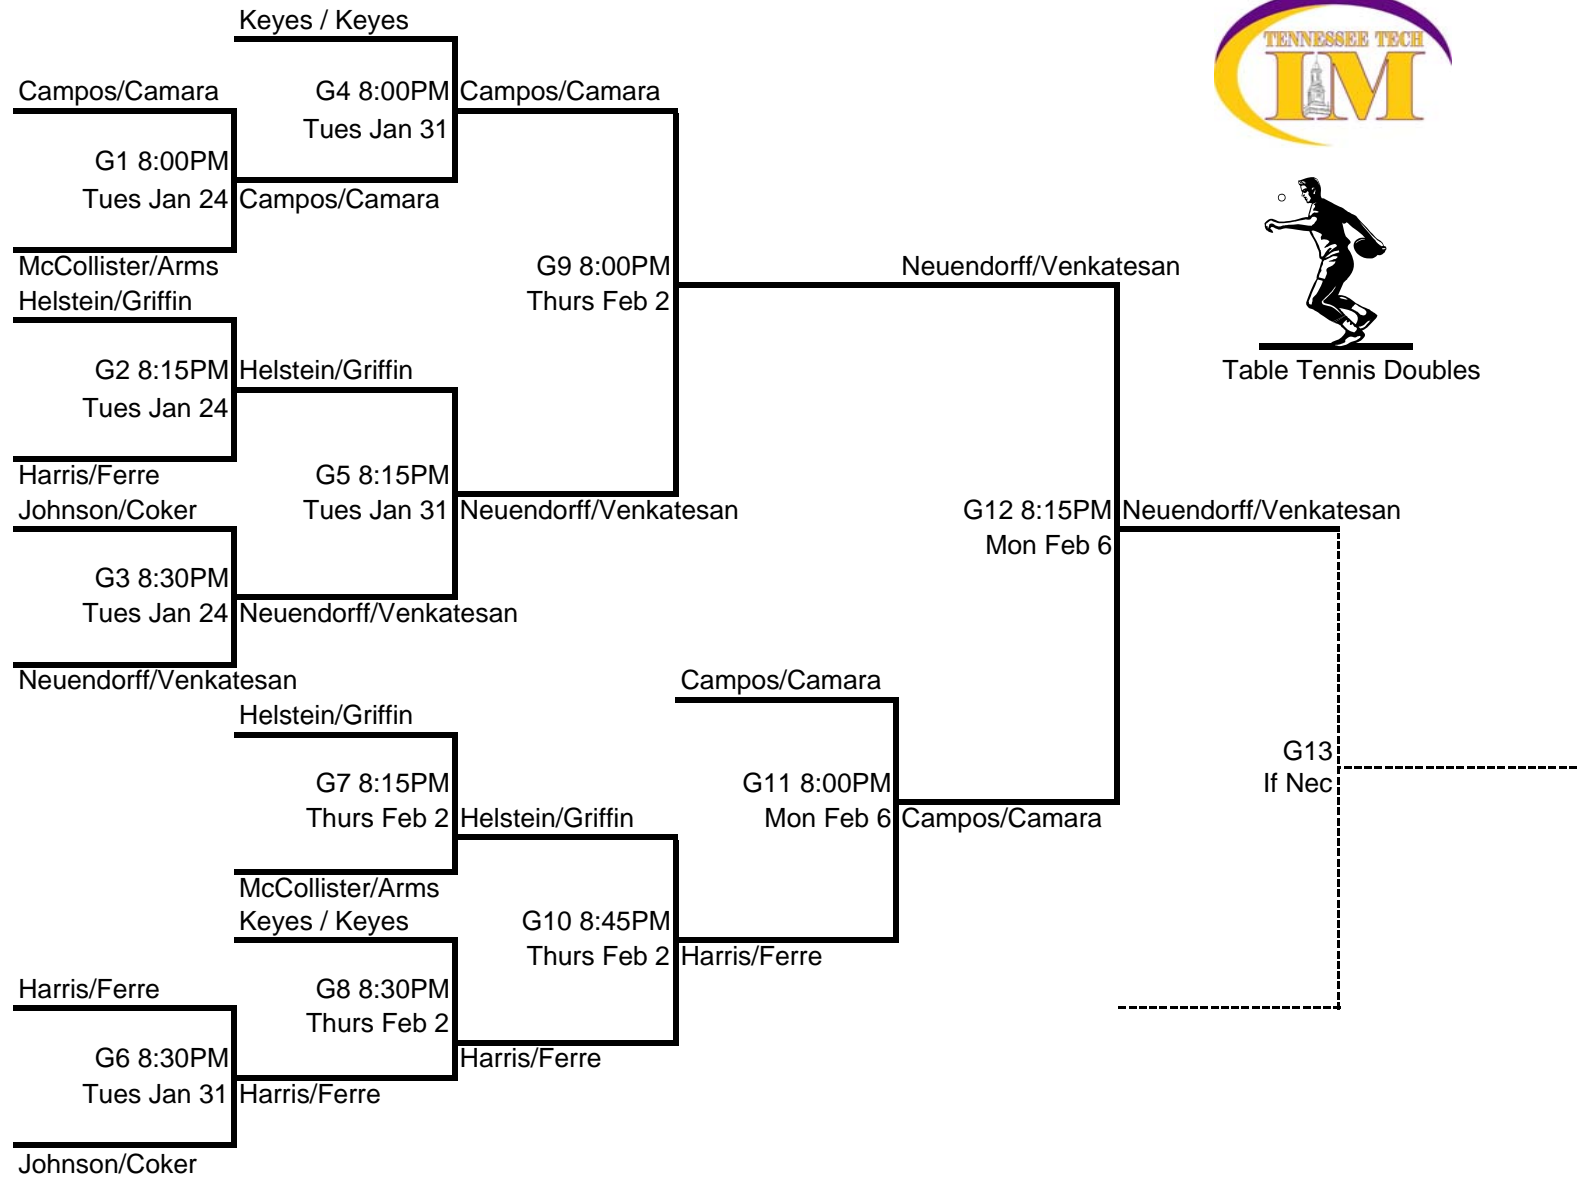 Keyes / Keyes
TENNESSEE TECH
IM
Campos/Camara
G4 8:00PM
Campos/Camara
Tues Jan 31
G1 8:00PM
Tues Jan 24
Campos/Camara
McCollister/Arms
G9 8:00PM
Neuendorff/Venkatesan
Helstein/Griffin
Thurs Feb 2
G2 8:15PM
Helstein/Griffin
Table Tennis Doubles
Tues Jan 24
Harris/Ferre
G5 8:15PM
Johnson/Coker
Tues Jan 31
Neuendorff/Venkatesan
G12 8:15PM
Neuendorff/Venkatesan
Mon Feb 6
G3 8:30PM
Tues Jan 24
Neuendorff/Venkatesan
Neuendorff/Venkatesan
Campos/Camara
Helstein/Griffin
G13
If Nec
G7 8:15PM
G11 8:00PM
Thurs Feb 2
Helstein/Griffin
Mon Feb 6
Campos/Camara
McCollister/Arms
Keyes / Keyes
G10 8:45PM
Thurs Feb 2
Harris/Ferre
Harris/Ferre
G8 8:30PM
Thurs Feb 2
G6 8:30PM
Harris/Ferre
Tues Jan 31
Harris/Ferre
Johnson/Coker